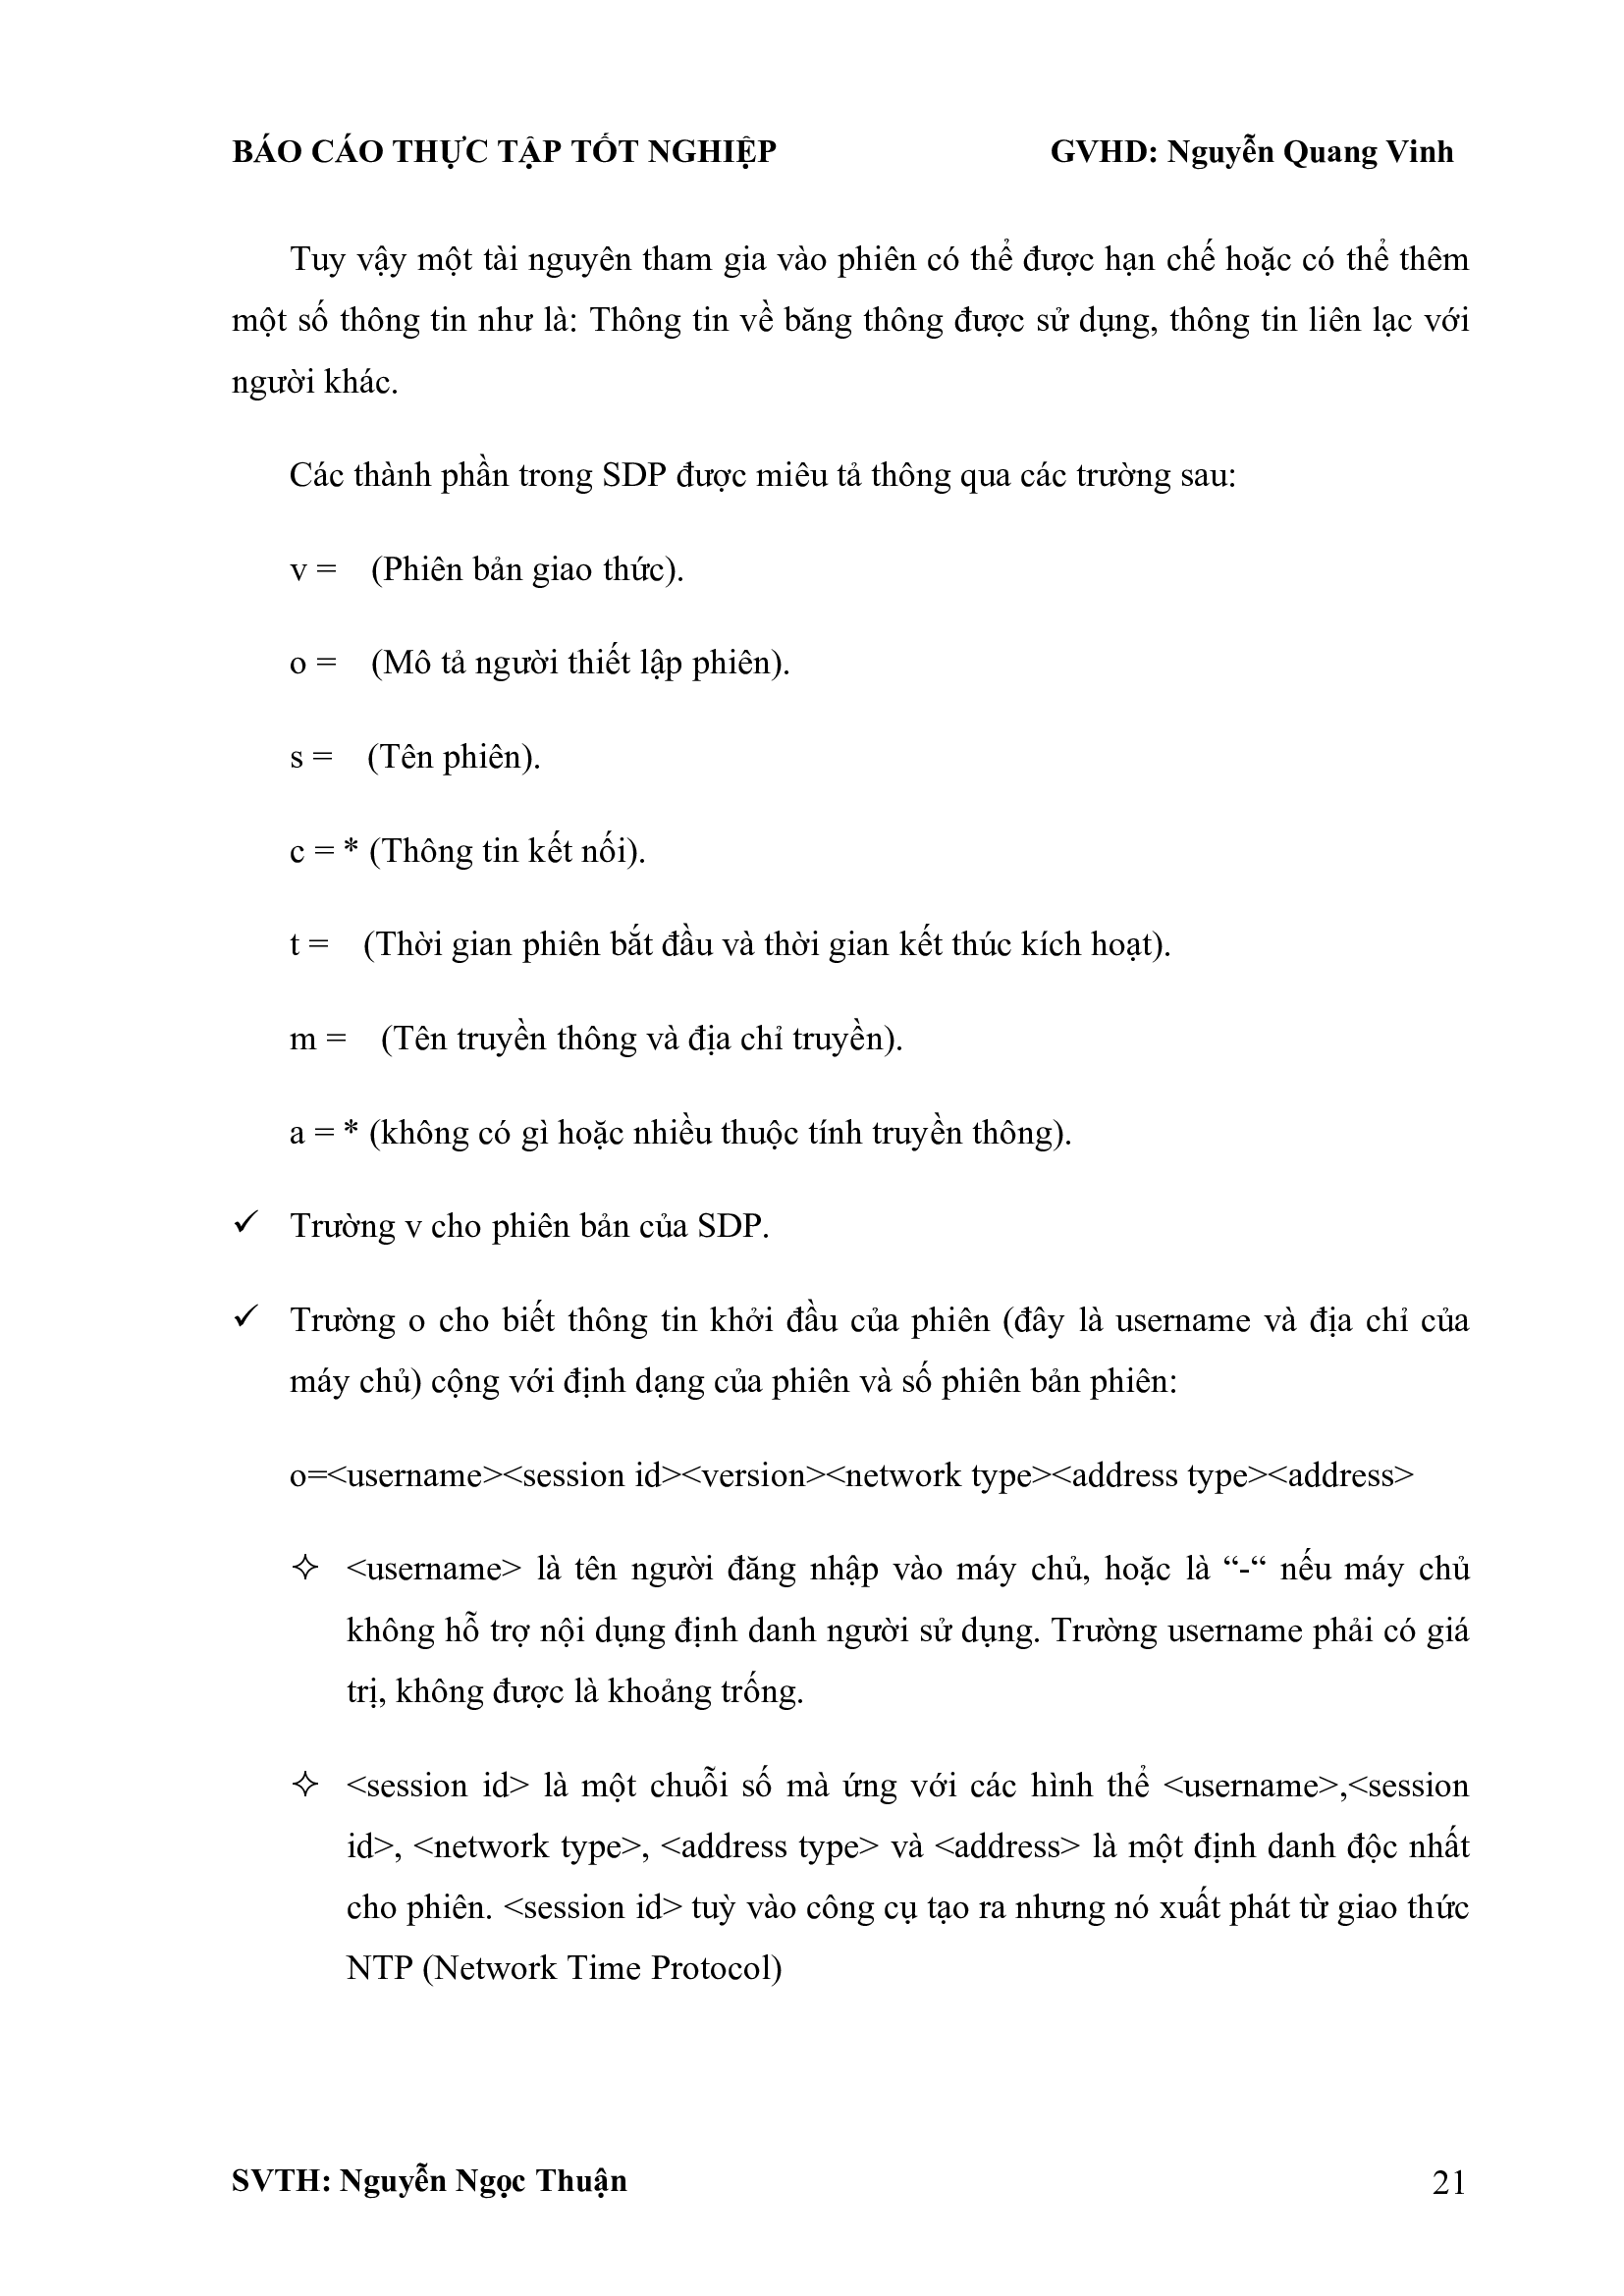 BÁO CÁO THỰC TẬP TỐT NGHIỆP GVHD: Nguyễn Quang Vinh
Tuy vậy một tài nguyên tham gia vào phiên có thể được hạn chế hoặc có thể thêm
một số thông tin như là: Thông tin về băng thông được sử dụng, thông tin liên lạc với
người khác.
Các thành phần trong SDP được miêu tả thông qua các trường sau:
v = (Phiên bản giao thức).
o = (Mô tả người thiết lập phiên).
s = (Tên phiên).
c = * (Thông tin kết nối).
t = (Thời gian phiên bắt đầu và thời gian kết thúc kích hoạt).
m = (Tên truyền thông và địa chỉ truyền).
a = * (không có gì hoặc nhiều thuộc tính truyền thông).
✓ Trường v cho phiên bản của SDP.
✓ Trường o cho biết thông tin khởi đầu của phiên (đây là username và địa chỉ của
máy chủ) cộng với định dạng của phiên và số phiên bản phiên:
o=<username><session id><version><network type><address type><address>
✧ <username> là tên người đăng nhập vào máy chủ, hoặc là “-“ nếu máy chủ
không hỗ trợ nội dụng định danh người sử dụng. Trường username phải có giá
trị, không được là khoảng trống.
✧ <session id> là một chuỗi số mà ứng với các hình thể <username>,<session
id>, <network type>, <address type> và <address> là một định danh độc nhất
cho phiên. <session id> tuỳ vào công cụ tạo ra nhưng nó xuất phát từ giao thức
NTP (Network Time Protocol)
SVTH: Nguyễn Ngọc Thuận 21